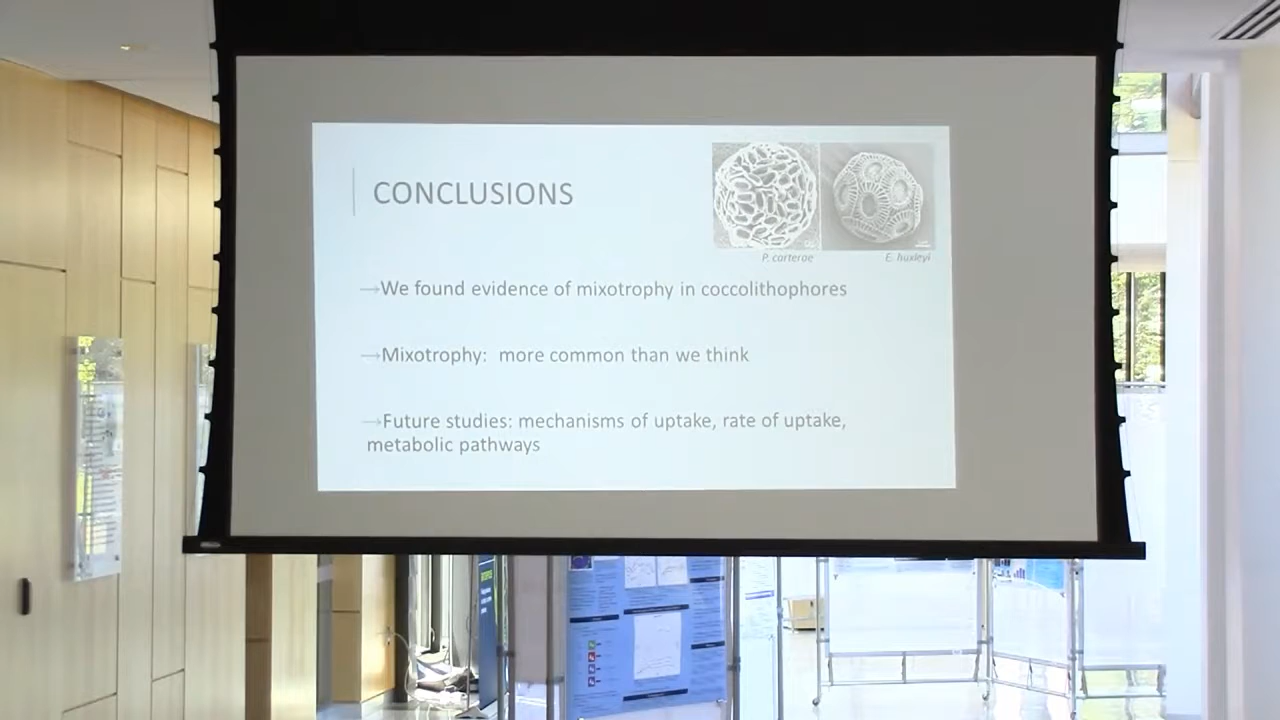 CONCLUSIONS
P. carterae
E. huxleyi
→We found evidence of mixotrophy in coccolithophores
→Mixotrophy: more common than we think
→Future studies: mechanisms of uptake, rate of uptake,
metabolic pathways